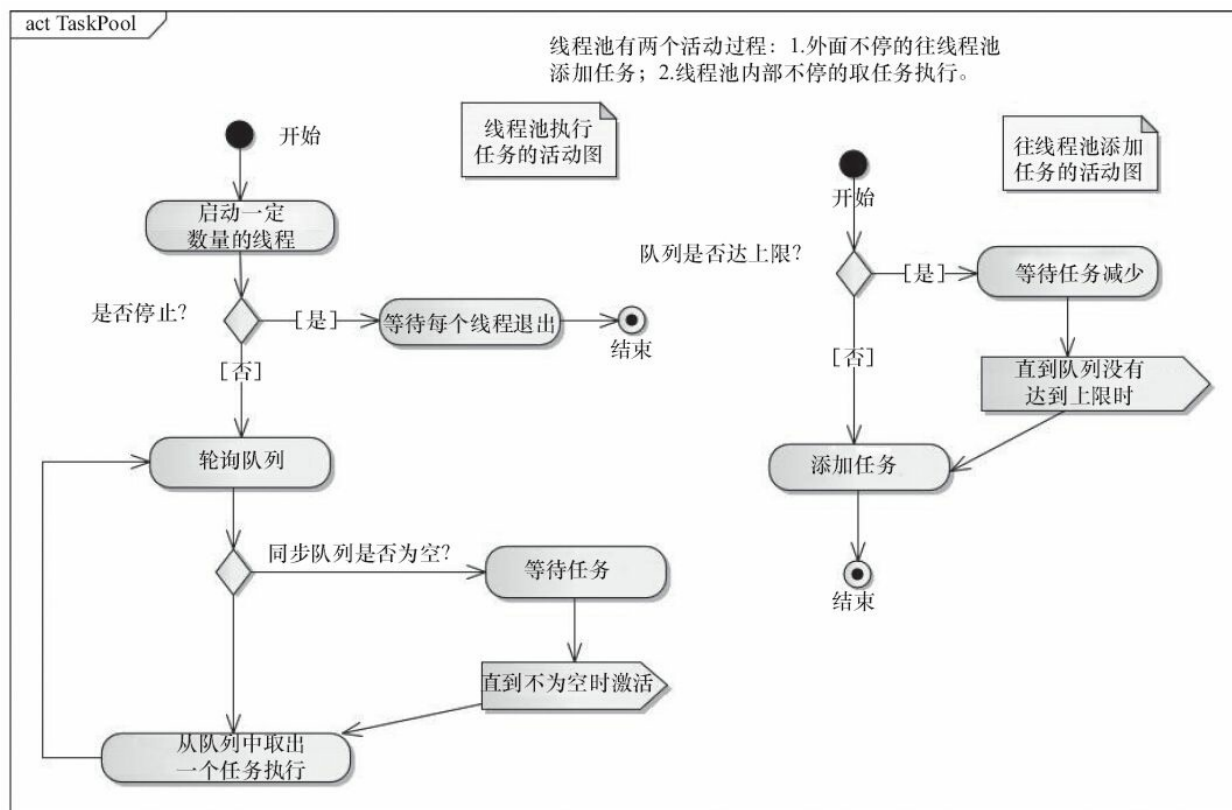 act TaskPool
线程池有两个活动过程：1.外面不停的往线程池
添加任务；2.线程池内部不停的取任务执行。
线程池执行
任务的活动图
开始
启动一定
数量的线程
是否停止？
[是]
等待每个线程退出
结束
[否]
轮询队列
同步队列是否为空？
等待任务
直到不为空时激活
从队列中取出
一个任务执行
往线程池添加
任务的活动图
开始
队列是否达上限？
[是]
等待任务减少
[否]
直到队列没有
达到上限时
添加任务
结束